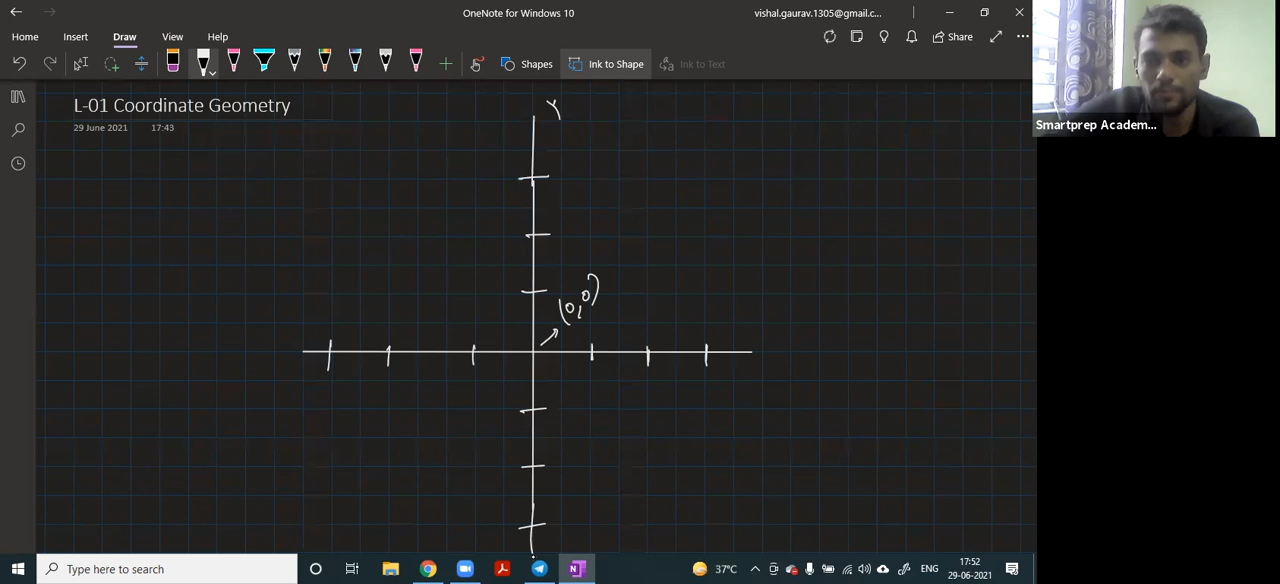 OneNote for Windows 10
vishal.gaurav.1305@gmail.c...
Home Insert Draw View Help
Share
Shapes
Ink to Shape
Ink to Text
L-01 Coordinate Geometry
29 June 2021 17:43
Smartprep Academ...
Y
(0,0)
Type here to search
37°C
ENG
17:52
29-06-2021